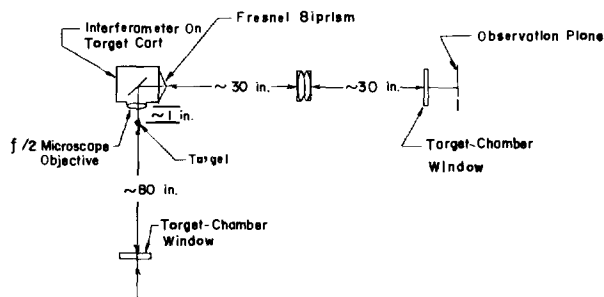 Interferometer On
Target Cart
Fresnel Biprism
Observation Plane
~30 in.
~30 in.
~1 in.
f/2 Microscope
Objective
Target
Target-Chamber
Window
~80 in.
Target-Chamber
Window